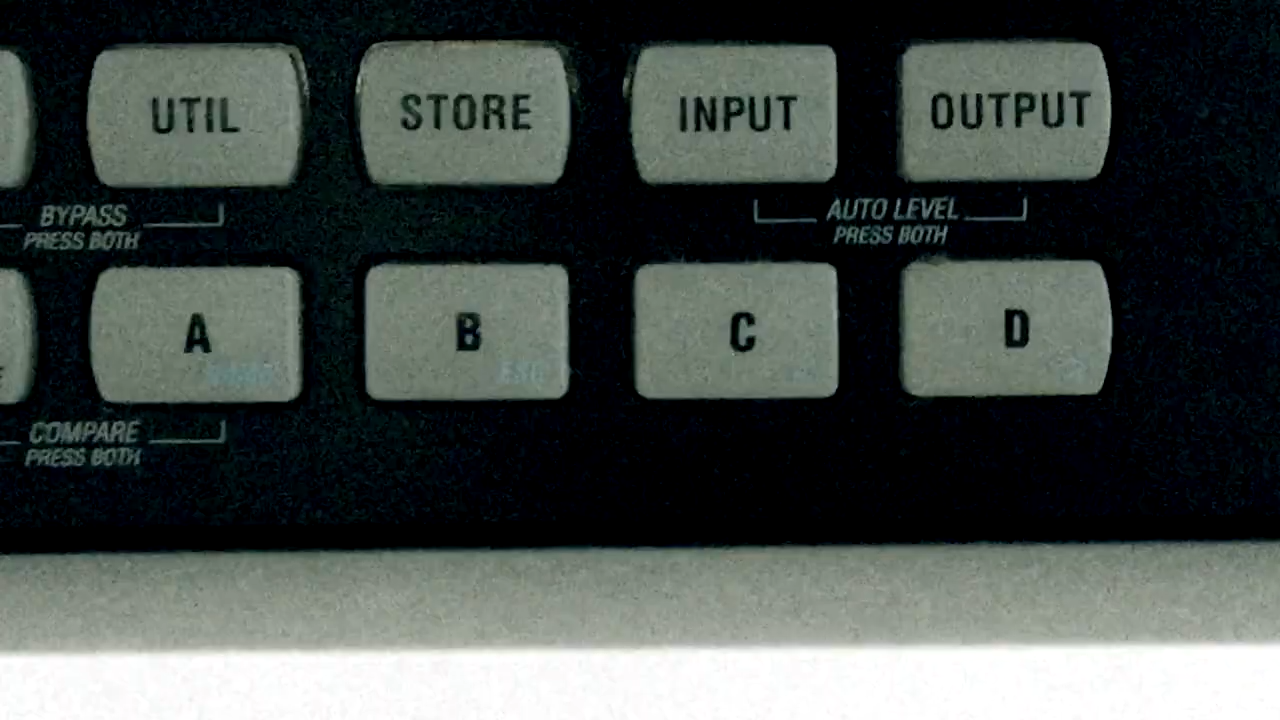 UTIL STORE INPUT OUTPUT
BYPASS AUTO LEVEL
PRESS BOTH PRESS BOTH
A B C D
COMPARE
PRESS BOTH